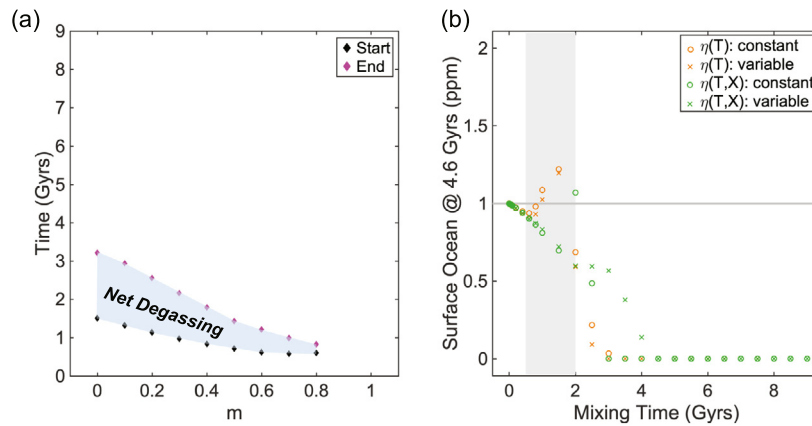 (a)
9
8
7
6
5
4
3
2
1
0
Time (Gyrs)
Start
End
Net Degassing
0 0.2 0.4 0.6 0.8 1
m
(b)
2
1.5
1
0.5
0
Surface Ocean @ 4.6 Gyrs (ppm)
η(T): constant
η(T): variable
η(T,X): constant
η(T,X): variable
0 2 4 6 8
Mixing Time (Gyrs)